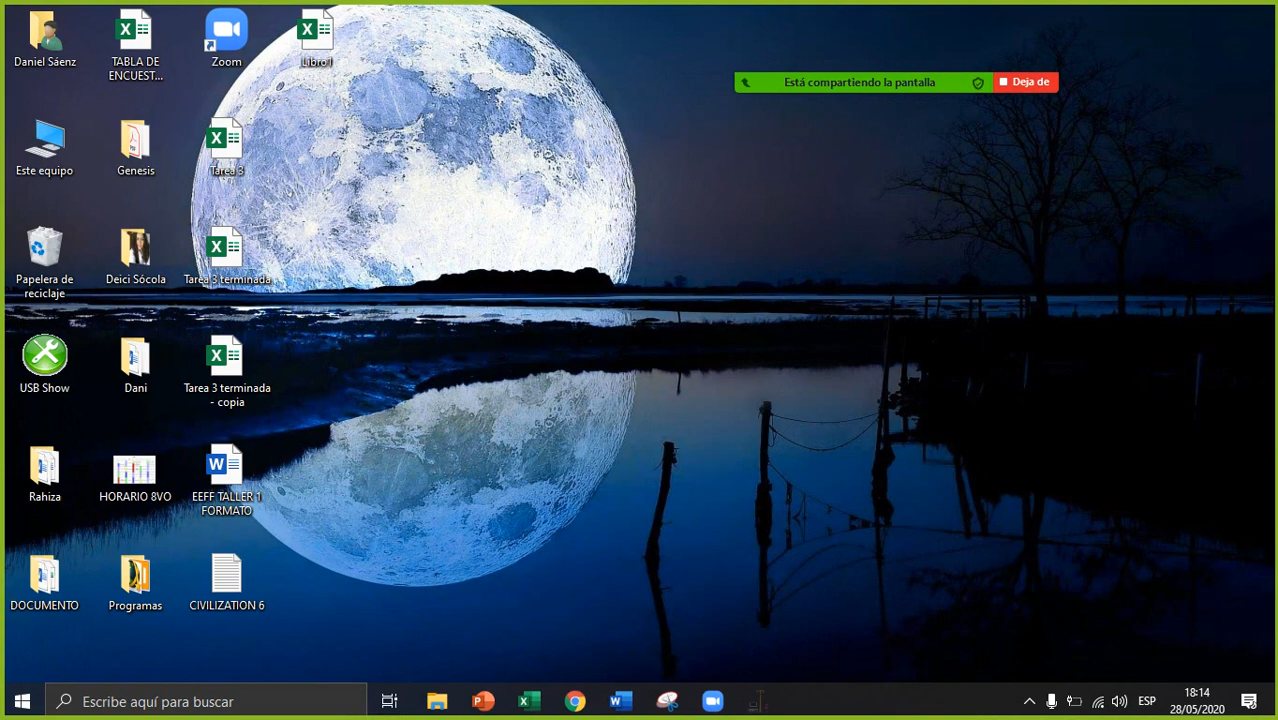 Daniel Sáenz
TABLA DE
ENCUEST...
Zoom
Libro1
Está compartiendo la pantalla
Deja de
Este equipo
Genesis
Tarea 3
Papelera de
reciclaje
Deici Sócola
Tarea 3 terminada
USB Show
Dani
Tarea 3 terminada
- copia
Rahiza
HORARIO 8VO
EEFF TALLER 1
FORMATO
DOCUMENTO
Programas
CIVILIZATION 6
Escribe aquí para buscar
ESP
18:14
28/05/2020